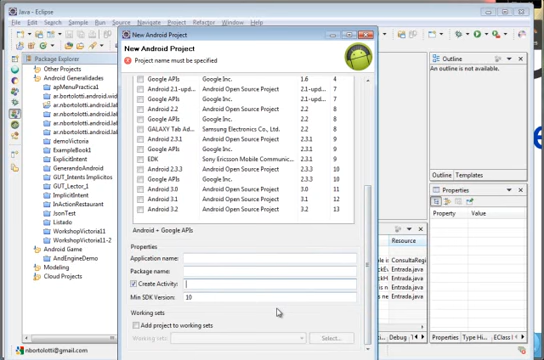 Java - Eclipse
File Edit Search Sample Run Source Navigate Project Refactor Window Help
Package Explorer
Other Projects
Android Generalidades
apMenuPractica1
demoVictoria
ExampleBook1
ExplicitIntent
GenerandoAndroid
GUT_Intents Implicitos
GUT_Lector_1
ImplicitIntent
InActionRestaurant
JsonTest
Listado
WorkshopVictoria11
WorkshopVictoria11-2
Android Game
AndEngineDemo
Modeling
Cloud Projects
nbortolotti@gmail.com
New Android Project
New Android Project
Project name must be specified
Google APIs Google Inc. 1.6 4
Android 2.1-upd... Android Open Source Project 2.1-... 7
Google APIs Google Inc. 2.1-... 7
Android 2.2 Android Open Source Project 2.2 8
Google APIs Google Inc. 2.2 8
GALAXY Tab Ad... Samsung Electronics Co., Ltd. 2.2 8
Android 2.3.1 Android Open Source Project 2.3.1 9
Google APIs Google Inc. 2.3.1 9
EDK Sony Ericsson Mobile Communic... 2.3.1 9
Android 2.3.3 Android Open Source Project 2.3.3 10
Google APIs Google Inc. 2.3.3 10
Android 3.0 Android Open Source Project 3.0 11
Android 3.1 Android Open Source Project 3.1 12
Android 3.2 Android Open Source Project 3.2 13
Android + Google APIs
Properties
Application name:
Package name:
Create Activity:
Min SDK Version: 10
Working sets
Add project to working sets
Working sets:
Select...
Outline
An outline is not available.
Outline Templates
Properties
Property Value
Resource
ConsultaRegi
Entrada.java
Entrada.java
Entrada.java
Debug
Properties Type Hi... Error Log